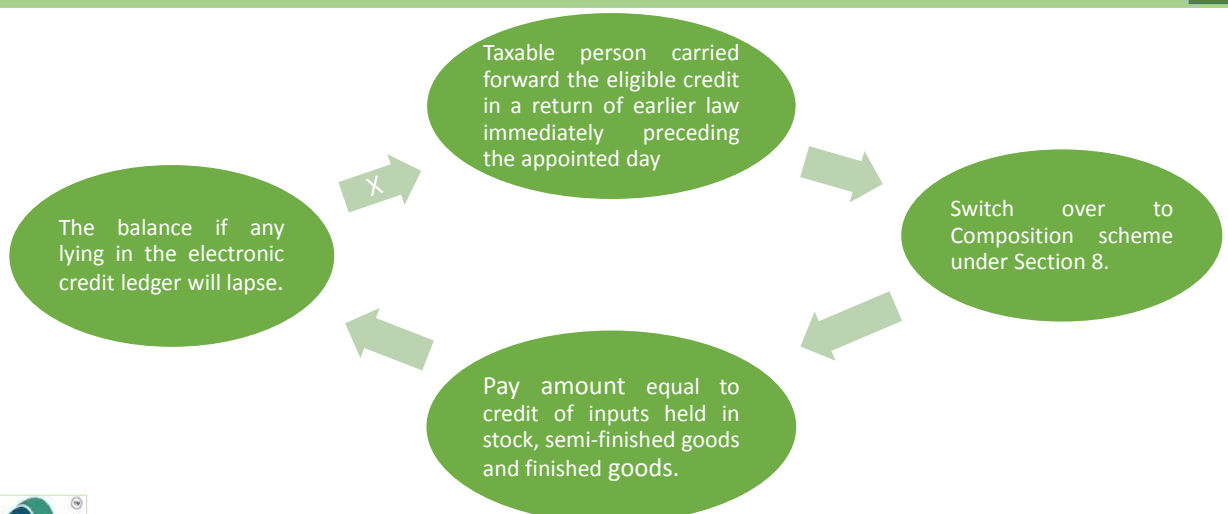 Taxable person carried
forward the eligible credit
in a return of earlier law
immediately preceding
the appointed day
X
The balance if any
lying in the electronic
credit ledger will lapse.
Switch over to
Composition scheme
under Section 8.
Pay amount equal to
credit of inputs held in
stock, semi-finished goods
and finished goods.